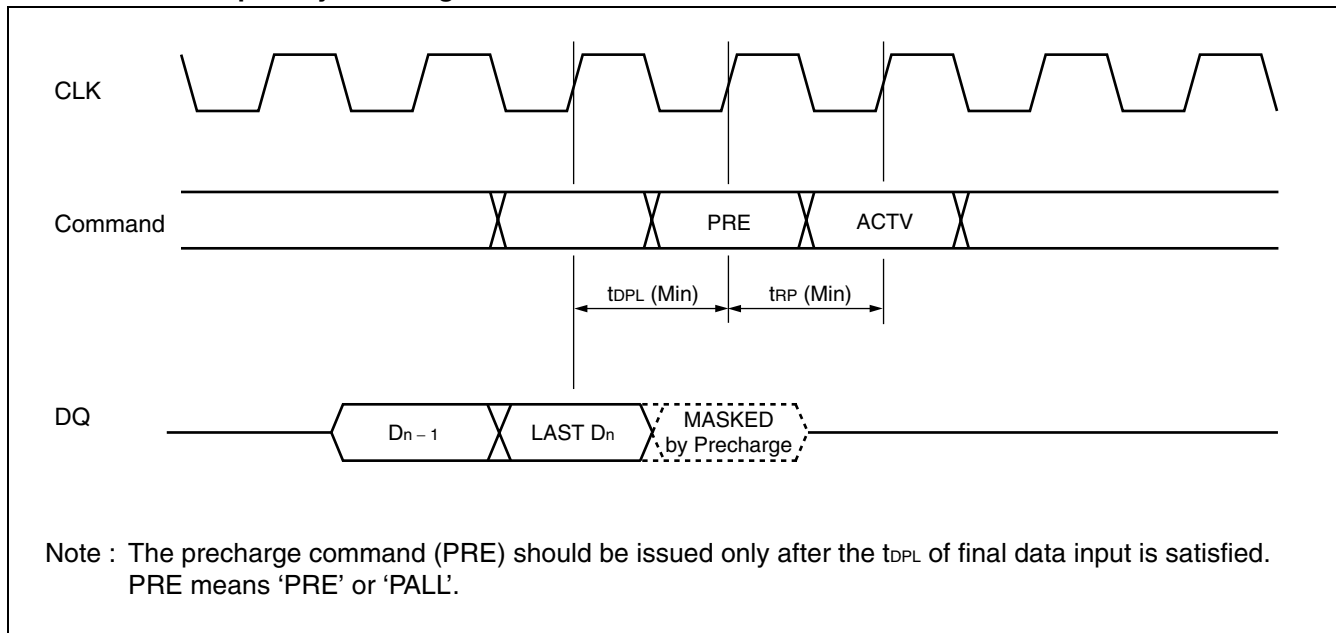 CLK
Command
PRE
ACTV
tDPL (Min)
tRP (Min)
DQ
Dn – 1
LAST Dn
MASKED
by Precharge
Note : The precharge command (PRE) should be issued only after the tDPL of final data input is satisfied.
PRE means ‘PRE’ or ‘PALL’.